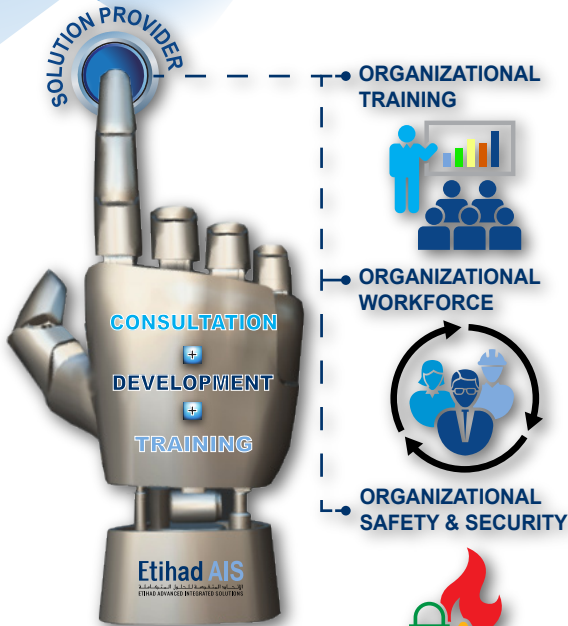 SOLUTION PROVIDER
ORGANIZATIONAL
TRAINING
ORGANIZATIONAL
WORKFORCE
CONSULTATION
+
DEVELOPMENT
+
TRAINING
ORGANIZATIONAL
SAFETY & SECURITY
Etihad AIS
ETIHAD ADVANCED INTEGRATED SOLUTIONS